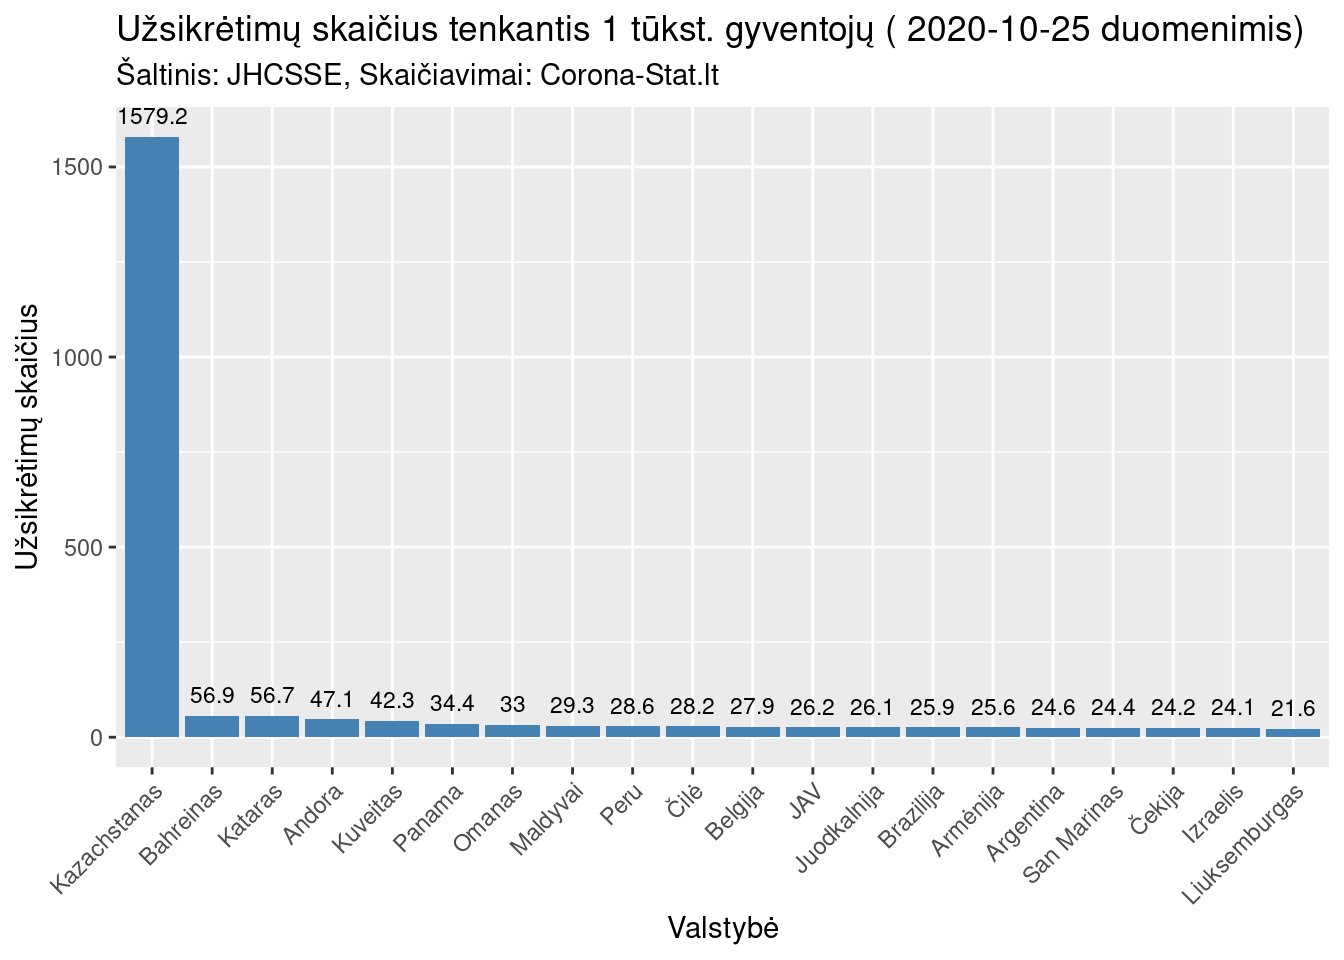 Užsikrėtimų skaičius tenkantis 1 tūkst. gyventojų ( 2020-10-25 duomenimis)
Šaltinis: JHCSSE, Skaičiavimai: Corona-Stat.lt
Užsikrėtimų skaičius
1500
1000
500
0
1579.2
56.9
56.7
47.1
42.3
34.4
33
29.3
28.6
28.2
27.9
26.2
26.1
25.9
25.6
24.6
24.4
24.2
24.1
21.6
Kazachstanas
Bahreinas
Kataras
Andora
Kuveitas
Panama
Omanas
Maldyvai
Peru
Čilė
Belgija
JAV
Juodkalnija
Brazilija
Armėnija
Argentina
San Marinas
Čekija
Izraelis
Liuksemburgas
Valstybė